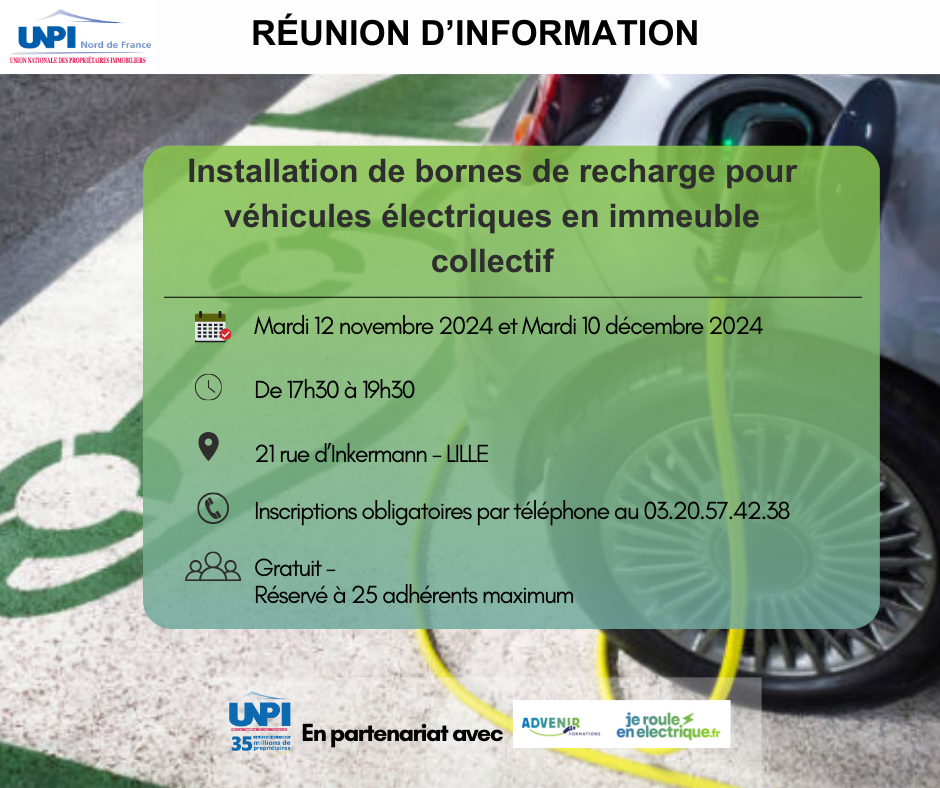 UNPI Nord de France
UNION NATIONALE DES PROPRIÉTAIRES IMMOBILIERS
RÉUNION D’INFORMATION
Installation de bornes de recharge pour
véhicules électriques en immeuble
collectif
Mardi 12 novembre 2024 et Mardi 10 décembre 2024
De 17h30 à 19h30
21 rue d’Inkermann – LILLE
Inscriptions obligatoires par téléphone au 03.20.57.42.38
Gratuit –
Réservé à 25 adhérents maximum
UNPI
35 millions de
propriétaires
En partenariat avec
ADVENIR
FORMATIONS
je roule
en electrique.fr